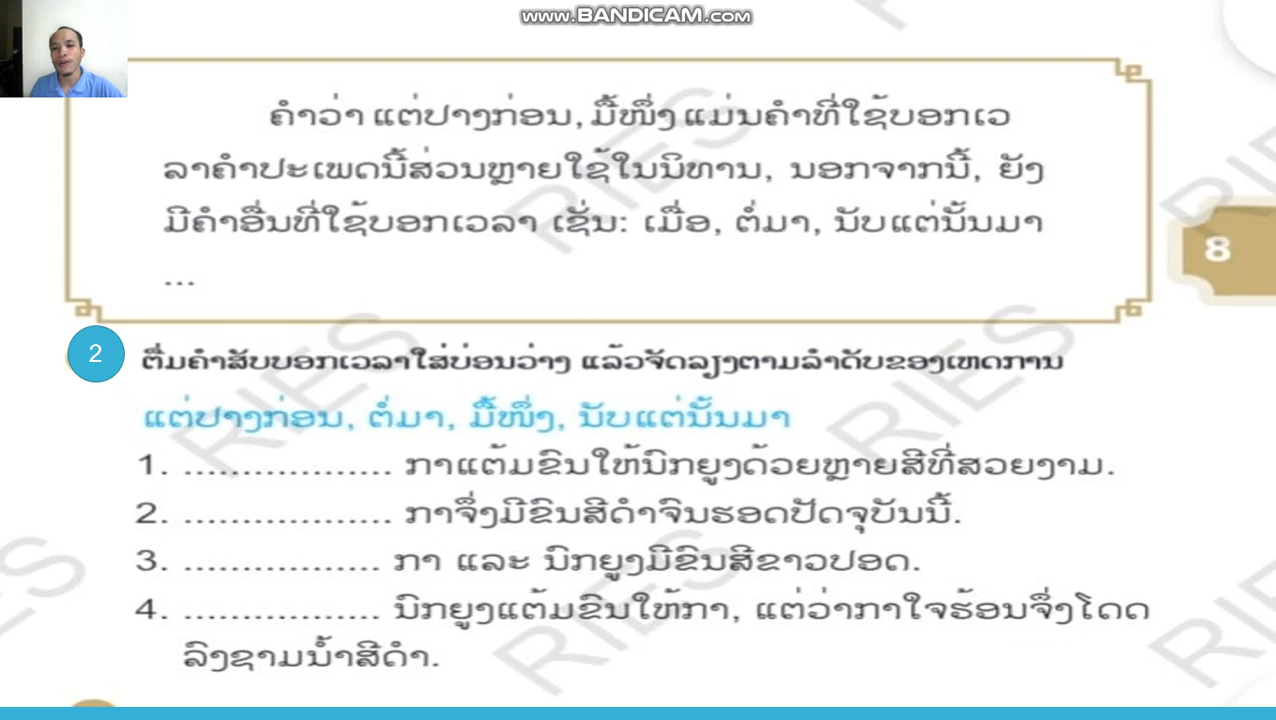 www.BANDICAM.com
ຄຳວ່າ ແຕ່ປາງກ່ອນ, ມື້ໜຶ່ງ ແມ່ນຄຳທີ່ໃຊ້ບອກເວ
ລາຄຳປະເພດນີ້ສ່ວນຫຼາຍໃຊ້ໃນນິທານ, ນອກຈາກນີ້, ຍັງ
ມີຄຳອື່ນທີ່ໃຊ້ບອກເວລາ ເຊັ່ນ: ເມື່ອ, ຕໍ່ມາ, ນັບແຕ່ນັ້ນມາ
...
8
2 ຕື່ມຄຳສັບບອກເວລາໃສ່ບ່ອນວ່າງ ແລ້ວຈັດລຽງຕາມລຳດັບຂອງເຫດການ
ແຕ່ປາງກ່ອນ, ຕໍ່ມາ, ມື້ໜຶ່ງ, ນັບແຕ່ນັ້ນມາ
1. .................. ກາແຕ້ມຂົນໃຫ້ນົກຍູງດ້ວຍຫຼາຍສີທີ່ສວຍງາມ.
2. .................. ກາຈຶ່ງມີຂົນສີດຳຈົນຮອດປັດຈຸບັນນີ້.
3. ................. ກາ ແລະ ນົກຍູງມີຂົນສີຂາວປອດ.
4. ................. ນົກຍູງແຕ້ມຂົນໃຫ້ກາ, ແຕ່ວ່າກາໃຈຮ້ອນຈຶ່ງໂດດ
ລົງຊາມນ້ຳສີດຳ.
RIES
RIES
RIES
RIES
RIES